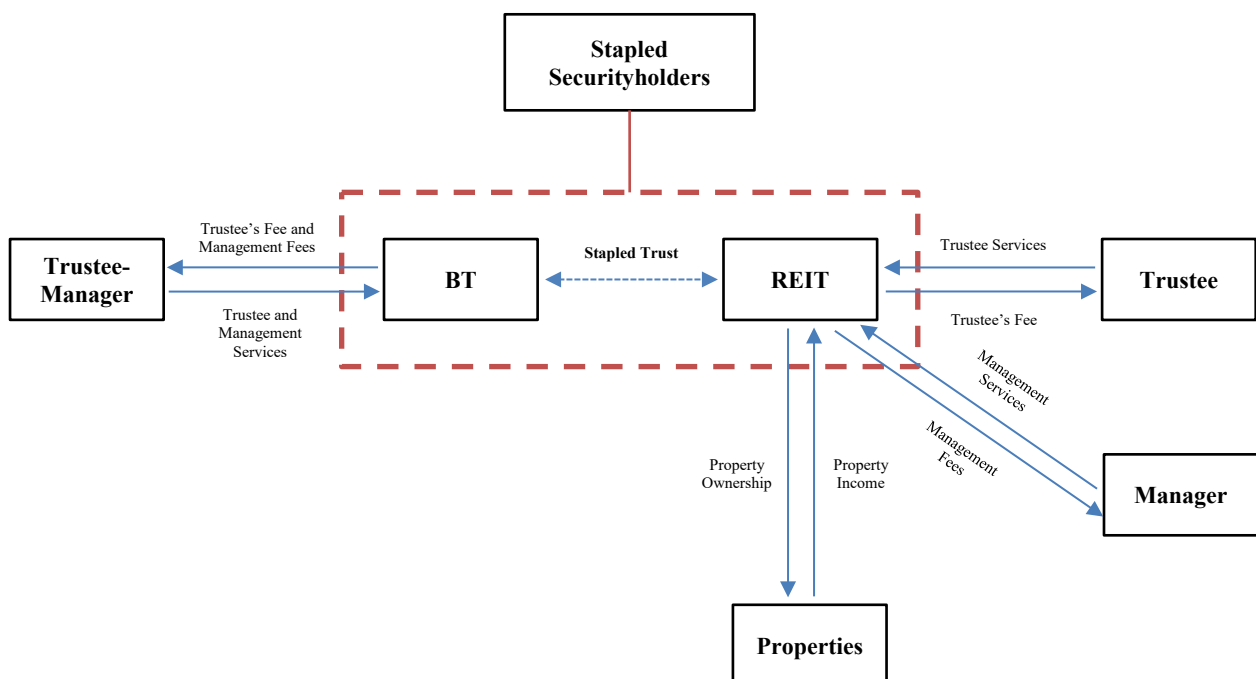 Stapled
Securityholders
Trustee’s Fee and
Management Fees
Trustee-
Manager
Trustee and
Management
Services
BT
Stapled Trust
REIT
Trustee Services
Trustee’s Fee
Trustee
Management
Services
Management
Fees
Manager
Property
Ownership
Property
Income
Properties